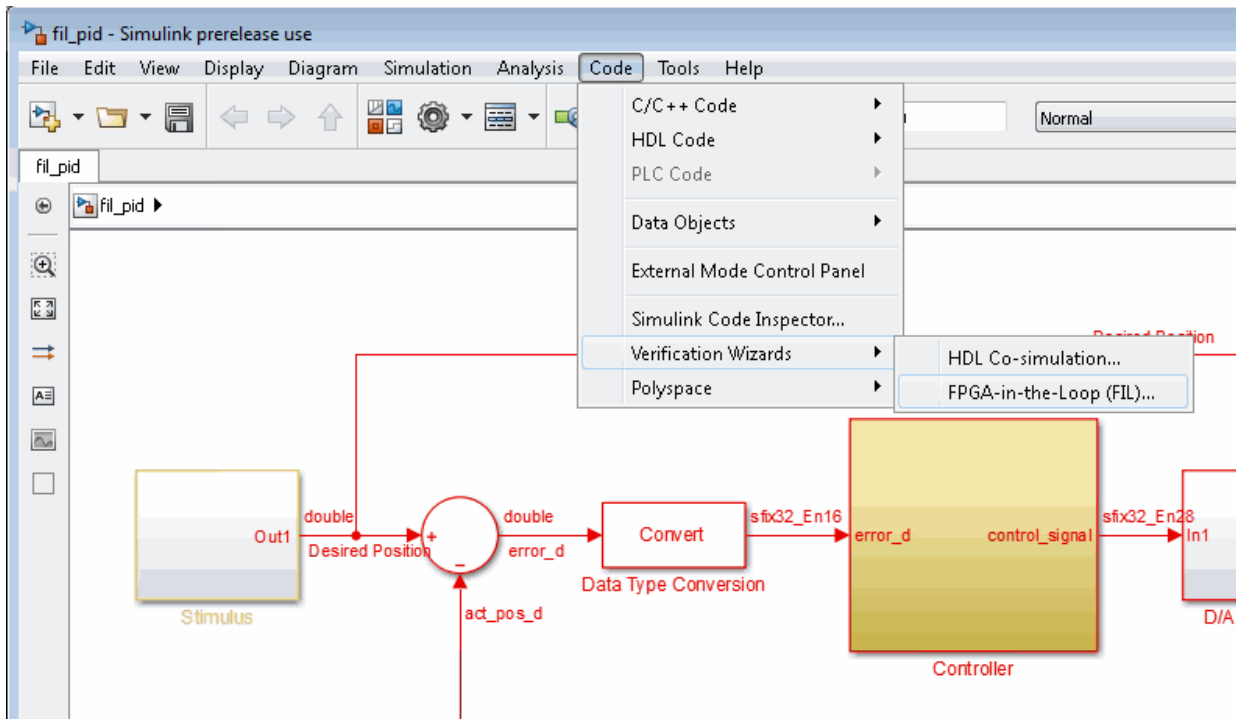 fil_pid - Simulink prerelease use
File Edit View Display Diagram Simulation Analysis Code Tools Help
Normal
fil_pid
fil_pid
C/C++ Code
HDL Code
PLC Code
Data Objects
External Mode Control Panel
Simulink Code Inspector...
Verification Wizards
Polyspace
HDL Co-simulation...
FPGA-in-the-Loop (FIL)...
Out1
Stimulus
double
Desired Position
+
−
act_pos_d
double
error_d
Convert
Data Type Conversion
sfix32_En16
error_d control_signal
Controller
sfix32_En28
In1
D/A